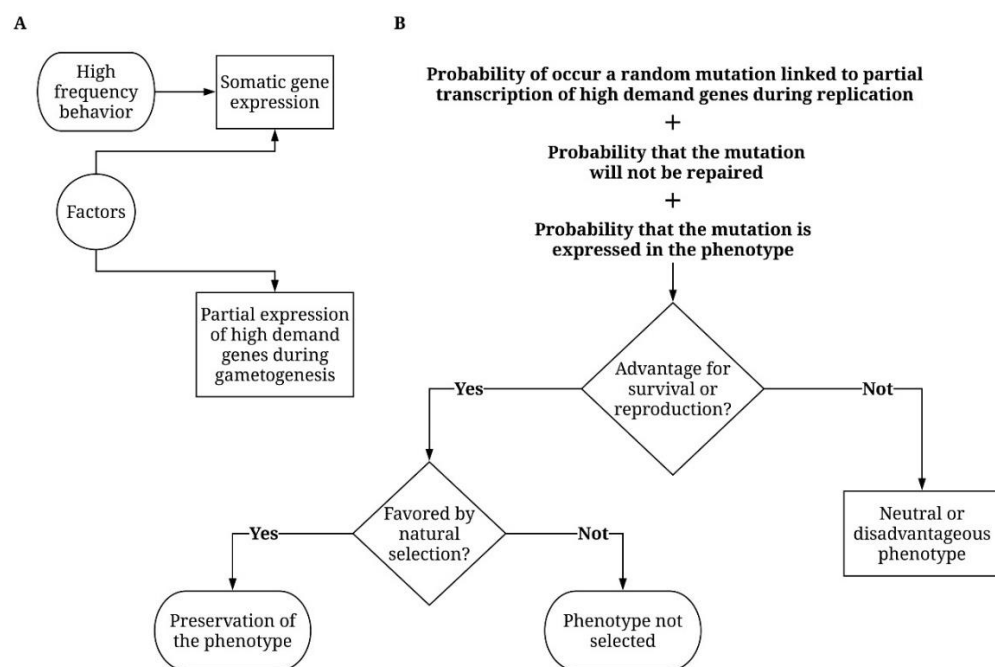 A
High
frequency
behavior
Somatic gene
expression
Factors
Partial expression
of high demand
genes during
gametogenesis
B
Probability of occur a random mutation linked to partial
transcription of high demand genes during replication
+
Probability that the mutation
will not be repaired
+
Probability that the mutation is
expressed in the phenotype
Advantage for
survival or
reproduction?
Yes
Not
Favored by
natural
selection?
Neutral or
disadvantageous
phenotype
Yes
Not
Preservation of
the phenotype
Phenotype not
selected